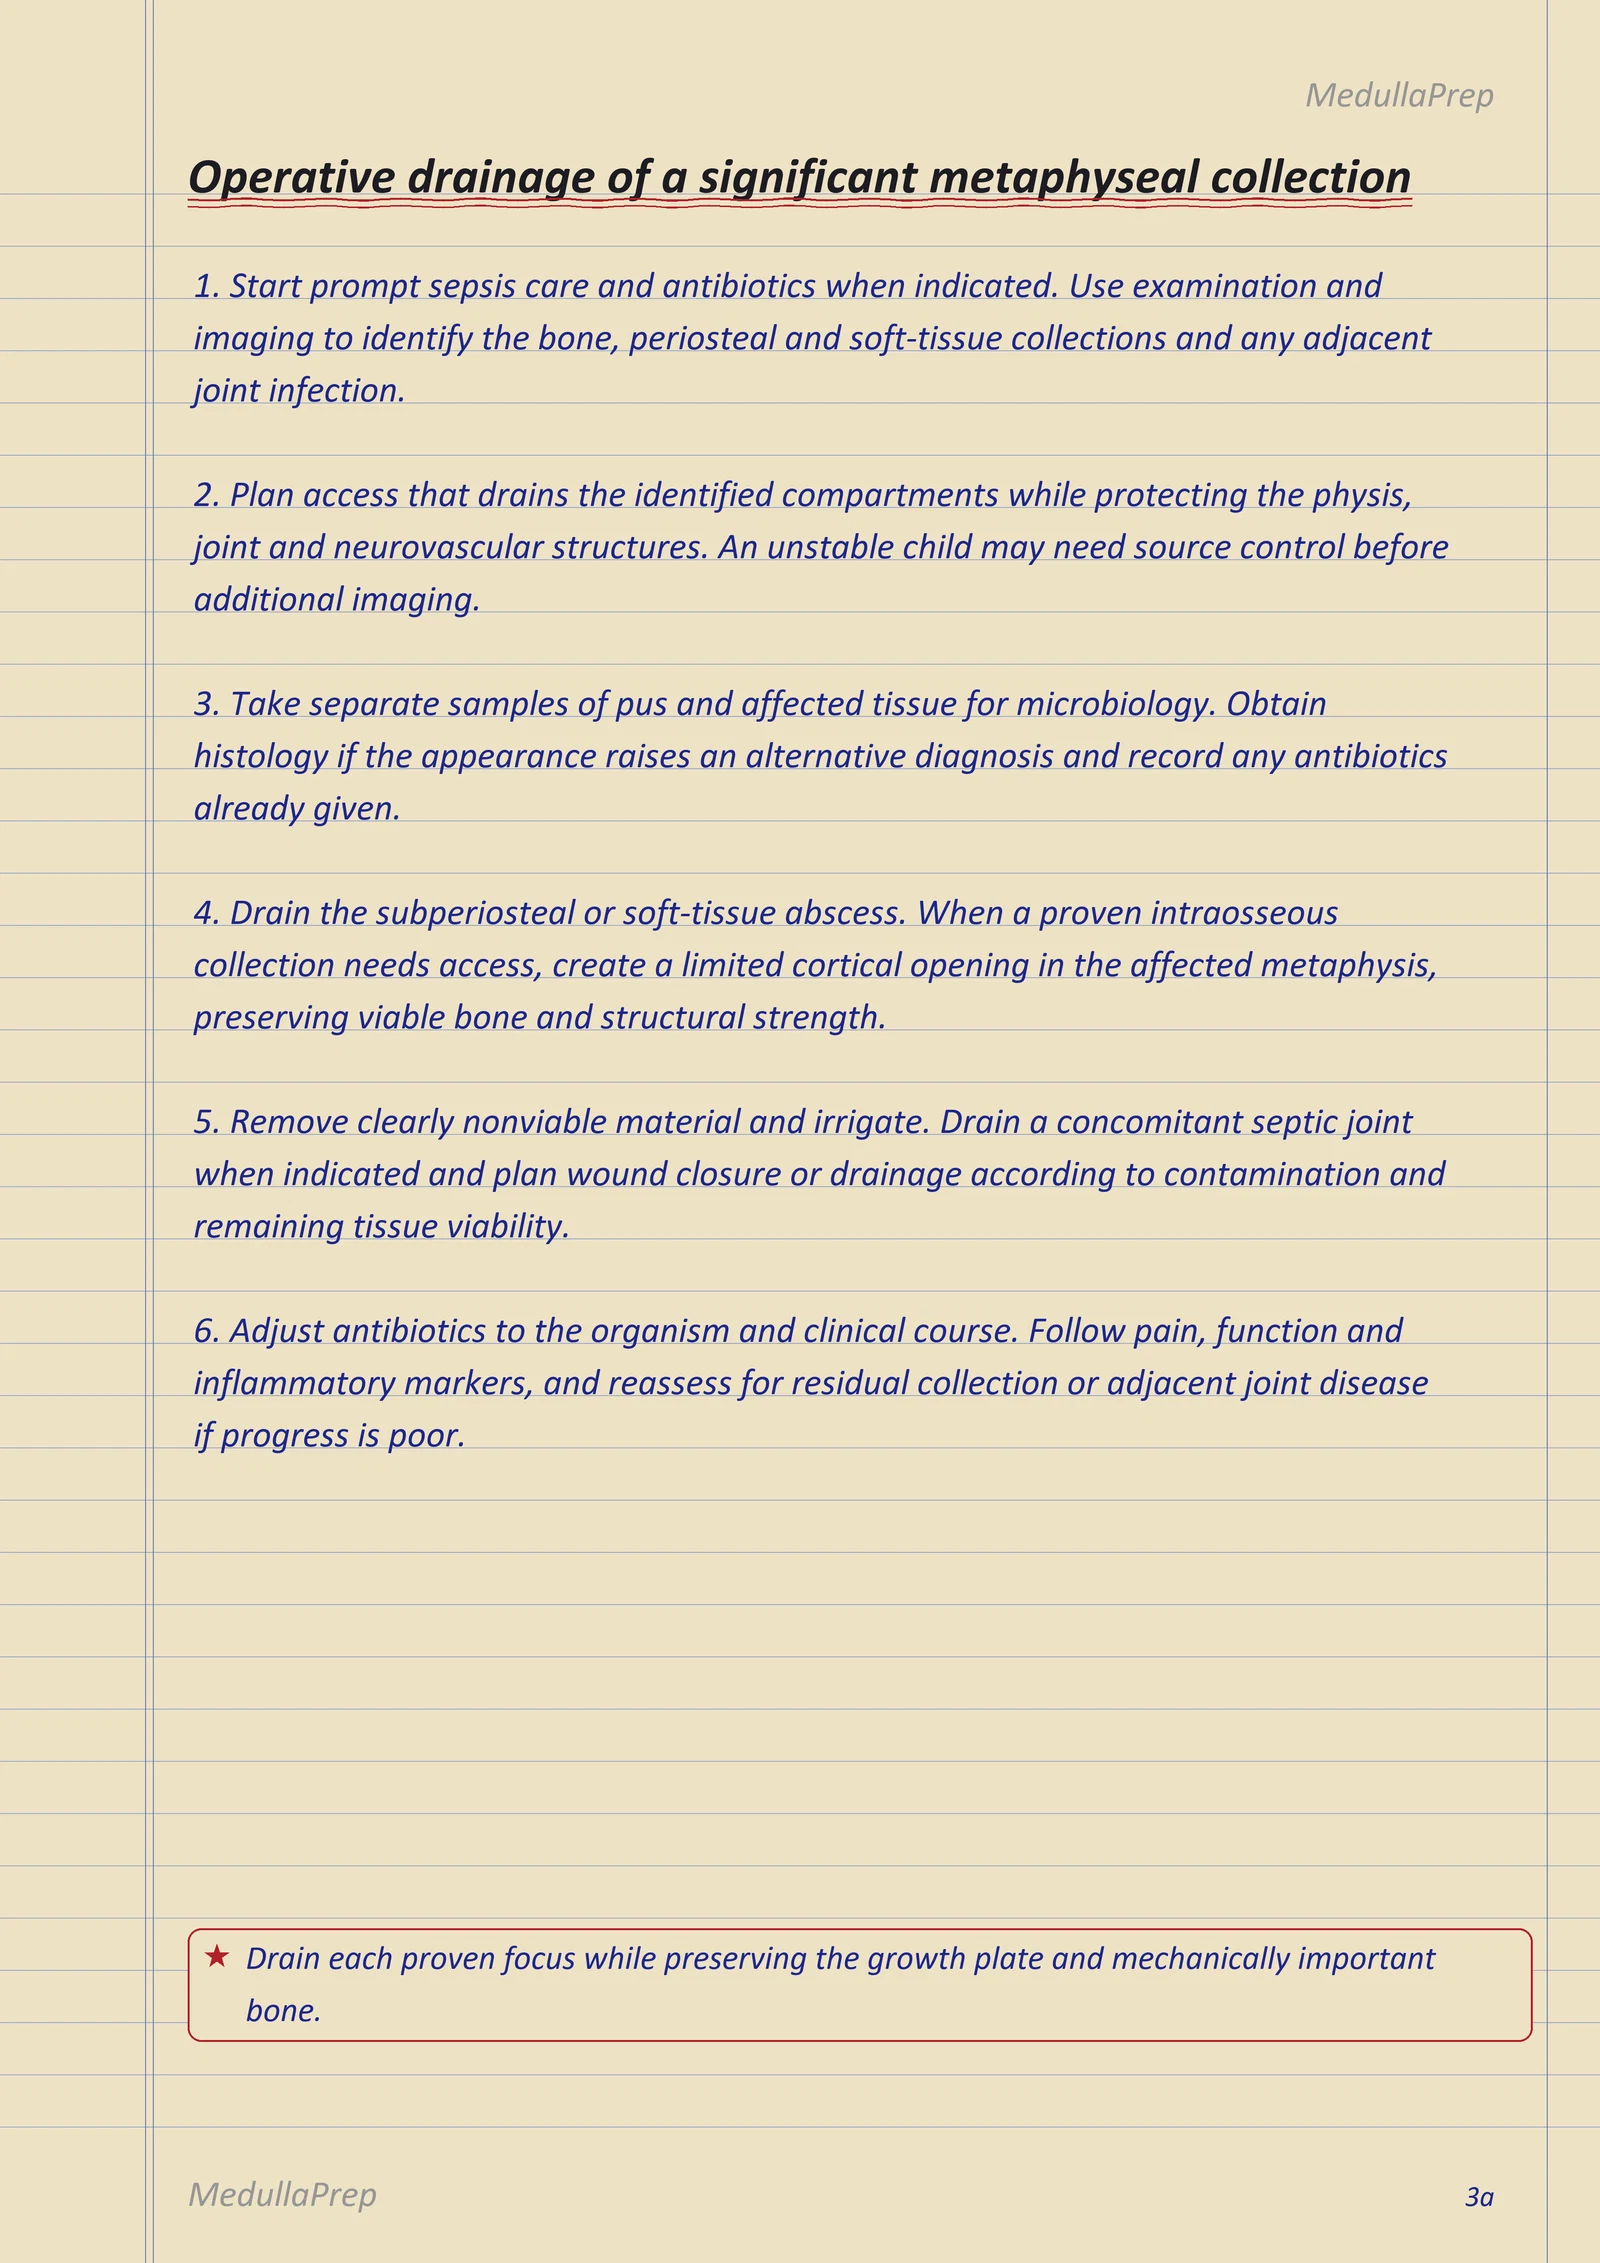 MedullaPrep
Operative drainage of a significant metaphyseal collection
1. Start prompt sepsis care and antibiotics when indicated. Use examination and
imaging to identify the bone, periosteal and soft-tissue collections and any adjacent
joint infection.
2. Plan access that drains the identified compartments while protecting the physis,
joint and neurovascular structures. An unstable child may need source control before
additional imaging.
3. Take separate samples of pus and affected tissue for microbiology. Obtain
histology if the appearance raises an alternative diagnosis and record any antibiotics
already given.
4. Drain the subperiosteal or soft-tissue abscess. When a proven intraosseous
collection needs access, create a limited cortical opening in the affected metaphysis,
preserving viable bone and structural strength.
5. Remove clearly nonviable material and irrigate. Drain a concomitant septic joint
when indicated and plan wound closure or drainage according to contamination and
remaining tissue viability.
6. Adjust antibiotics to the organism and clinical course. Follow pain, function and
inflammatory markers, and reassess for residual collection or adjacent joint disease
if progress is poor.
★ Drain each proven focus while preserving the growth plate and mechanically important
bone.
MedullaPrep
3a